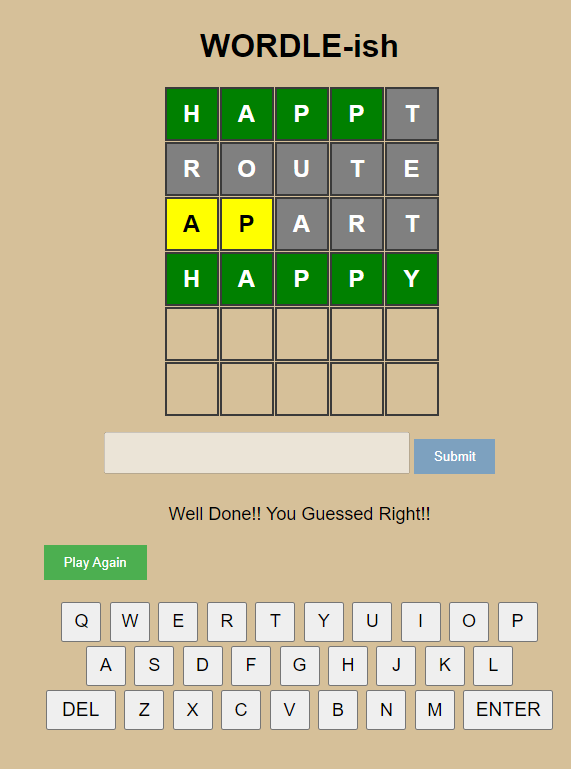 WORDLE-ish
H A P P T
R O U T E
A P A R T
H A P P Y
Submit
Well Done!! You Guessed Right!!
Play Again
Q W E R T Y U I O P
A S D F G H J K L
DEL Z X C V B N M ENTER